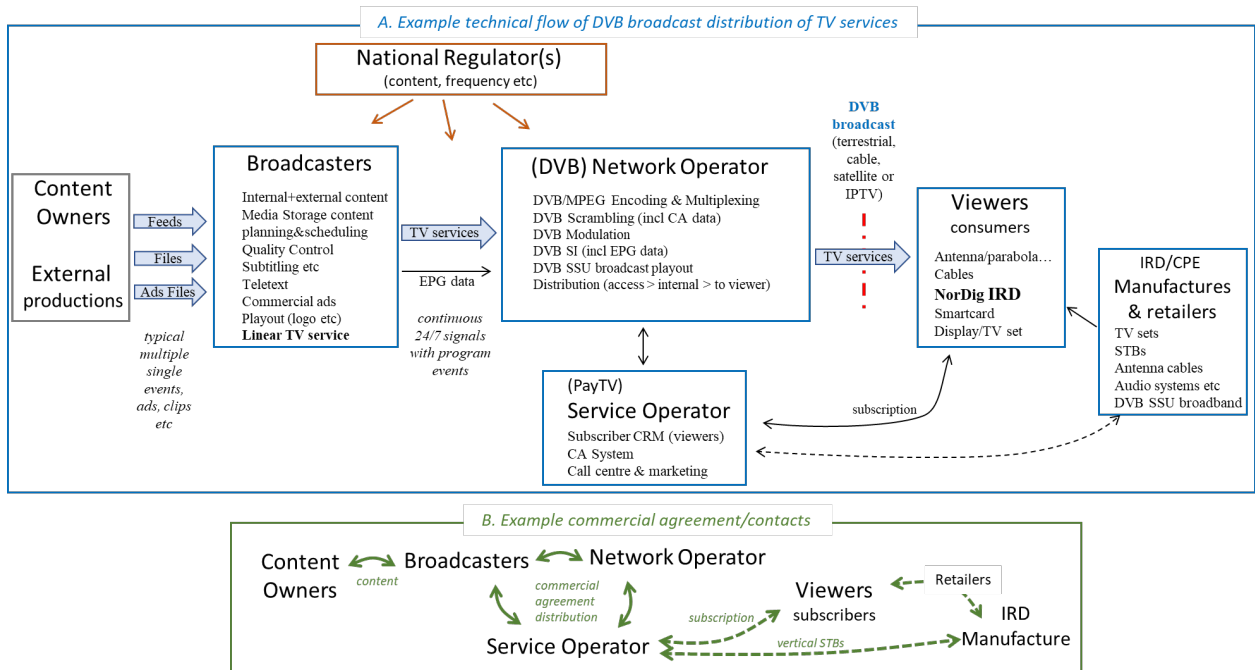 A. Example technical flow of DVB broadcast distribution of TV services
National Regulator(s)
(content, frequency etc)
Content
Owners
External
productions
Feeds
Files
Ads Files
typical
multiple
single
events,
ads, clips
etc
Broadcasters
Internal+external content
Media Storage content
planning&scheduling
Quality Control
Subtitling etc
Teletext
Commercial ads
Playout (logo etc)
Linear TV service
TV services
EPG data
continuous
24/7 signals
with program
events
(DVB) Network Operator
DVB/MPEG Encoding & Multiplexing
DVB Scrambling (incl CA data)
DVB Modulation
DVB SI (incl EPG data)
DVB SSU broadcast playout
Distribution (access > internal > to viewer)
DVB
broadcast
(terrestrial,
cable,
satellite or
IPTV)
TV services
Viewers
consumers
Antenna/parabola…
Cables
NorDig IRD
Smartcard
Display/TV set
IRD/CPE
Manufactures
& retailers
TV sets
STBs
Antenna cables
Audio systems etc
DVB SSU broadband
(PayTV)
Service Operator
Subscriber CRM (viewers)
CA System
Call centre & marketing
subscription
B. Example commercial agreement/contacts
Content
Owners
content
Broadcasters
Network Operator
commercial
agreement
distribution
Service Operator
subscription
Viewers
subscribers
Retailers
vertical STBs
IRD
Manufacture